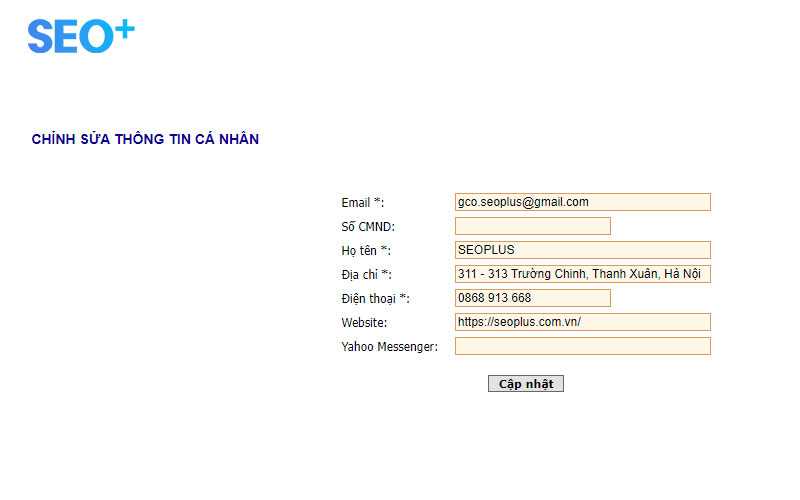 SEO+
CHỈNH SỬA THÔNG TIN CÁ NHÂN
Email *: gco.seoplus@gmail.com
Số CMND:
Họ tên *: SEOPLUS
Địa chỉ *: 311 - 313 Trường Chinh, Thanh Xuân, Hà Nội
Điện thoại *: 0868 913 668
Website: https://seoplus.com.vn/
Yahoo Messenger:
Cập nhật